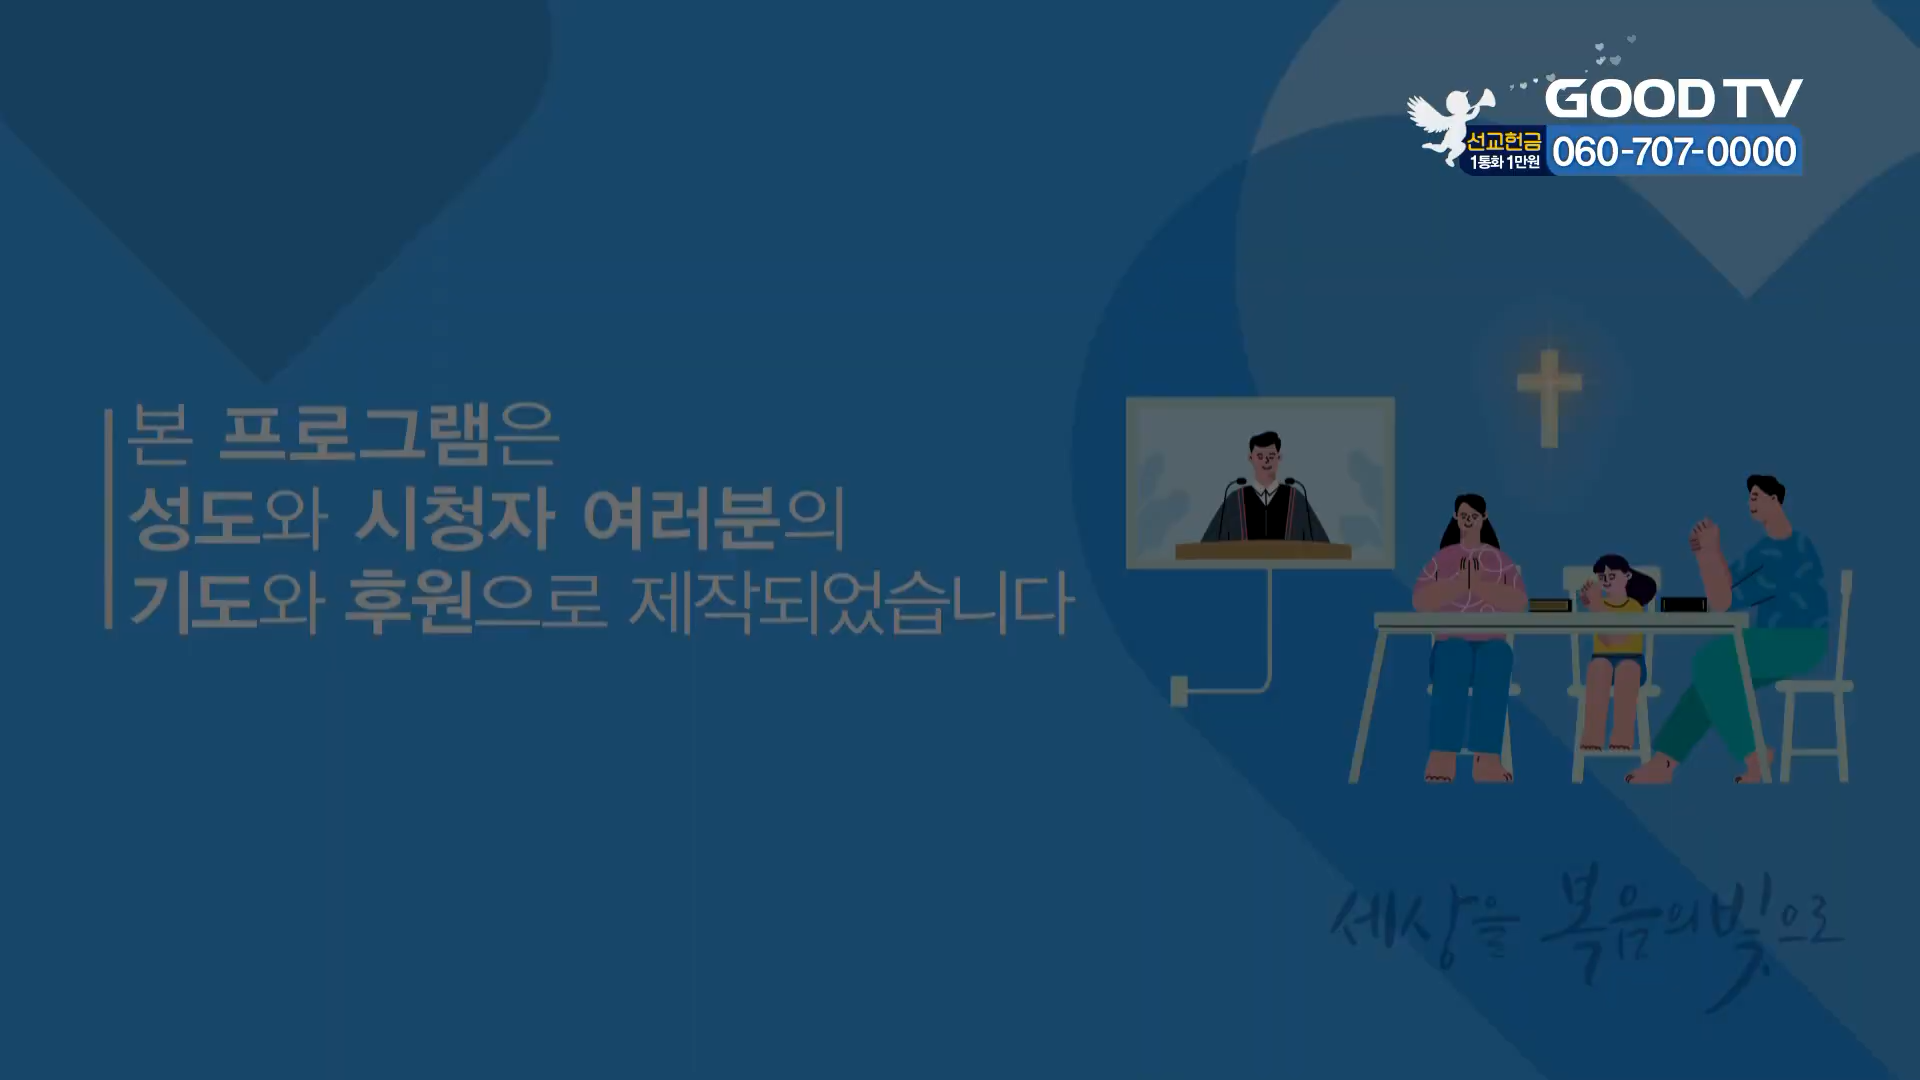 GOOD TV
선교헌금
1통화 1만원
060-707-0000
본 프로그램은
성도와 시청자 여러분의
기도와 후원으로 제작되었습니다
세상을 복음의 빛으로